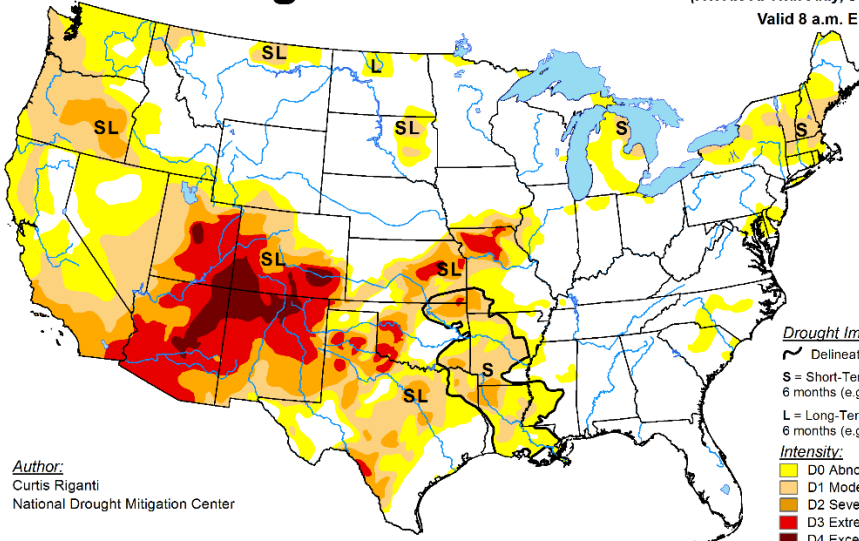 Valid 8 a.m. E
SL
L
SL
SL
S
S
SL
SL
S
SL
Author:
Curtis Riganti
National Drought Mitigation Center
Drought Im
Delineat
S = Short-Ter
6 months (e.g
L = Long-Ter
6 months (e.g
Intensity:
D0 Abno
D1 Mode
D2 Seve
D3 Extre
D4 Exce